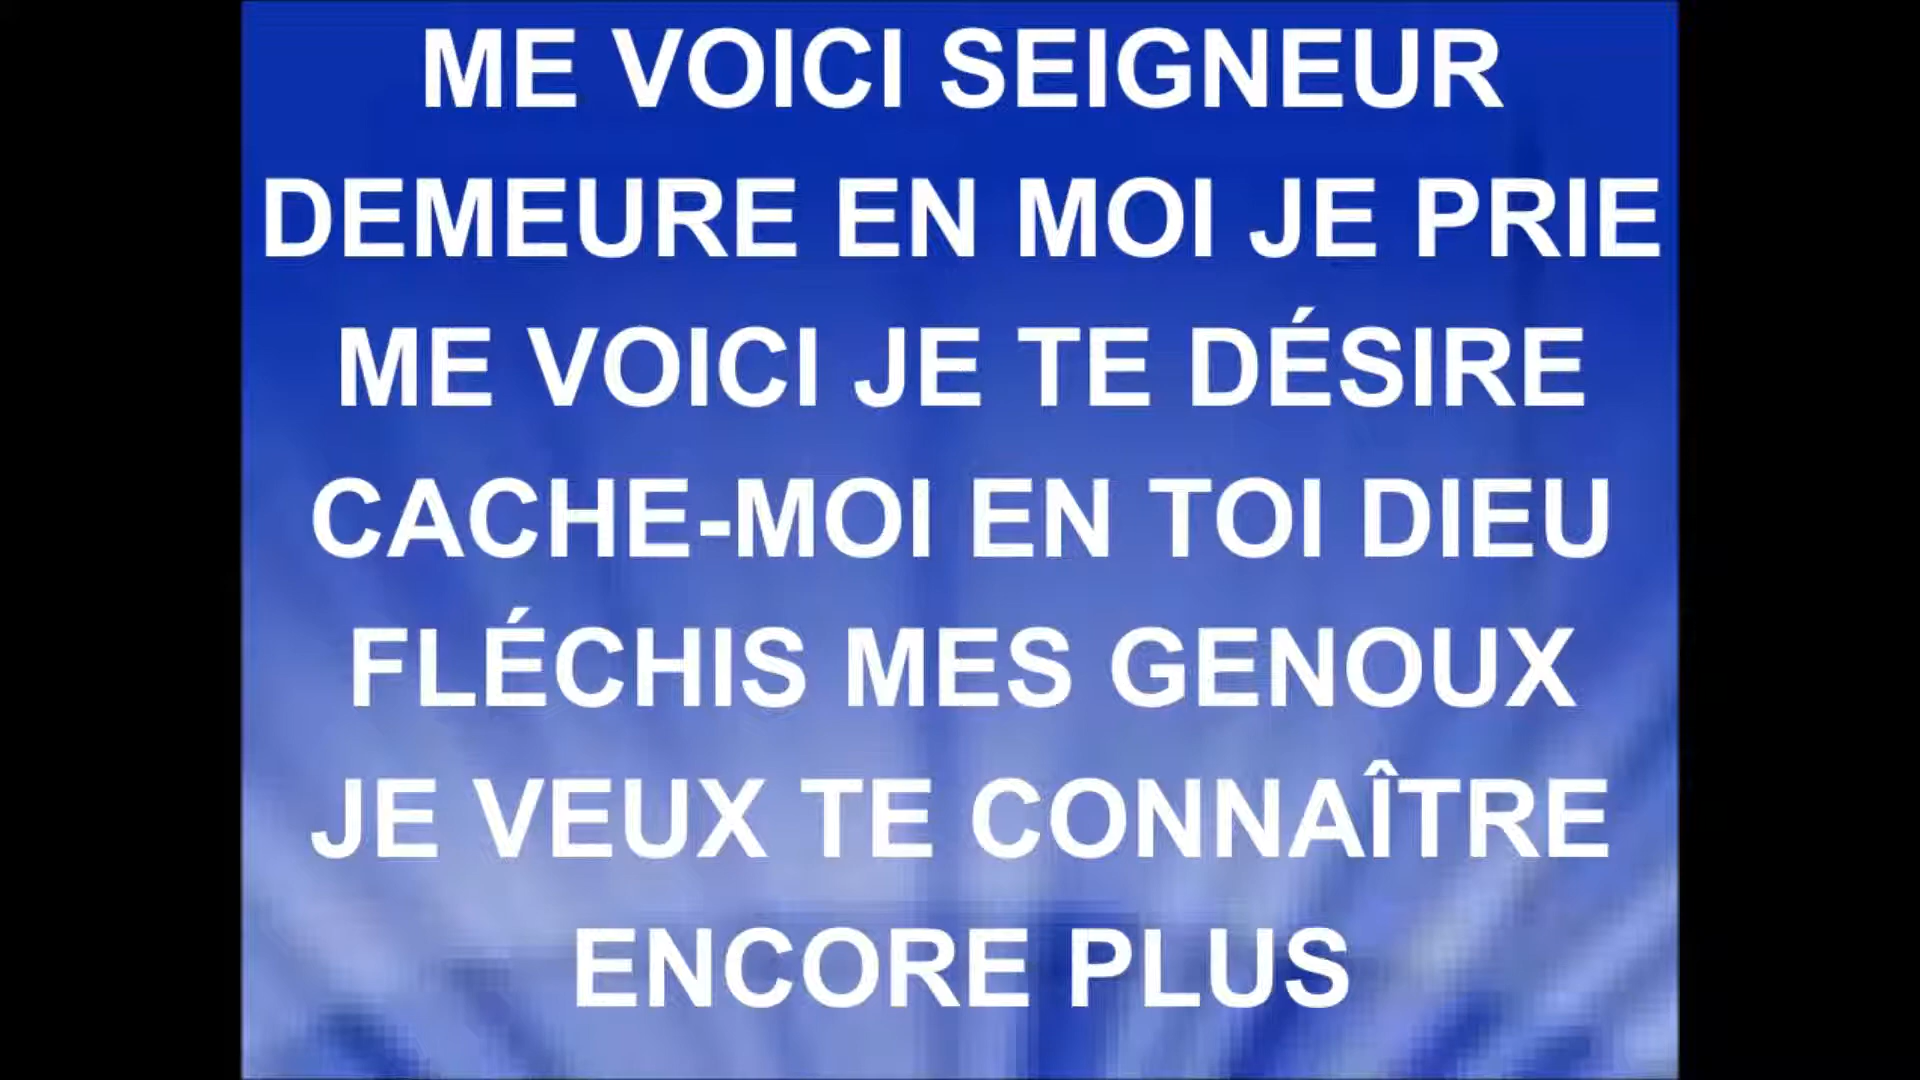 ME VOICI SEIGNEUR
DEMEURE EN MOI JE PRIE
ME VOICI JE TE DÉSIRE
CACHE-MOI EN TOI DIEU
FLÉCHIS MES GENOUX
JE VEUX TE CONNAÎTRE
ENCORE PLUS